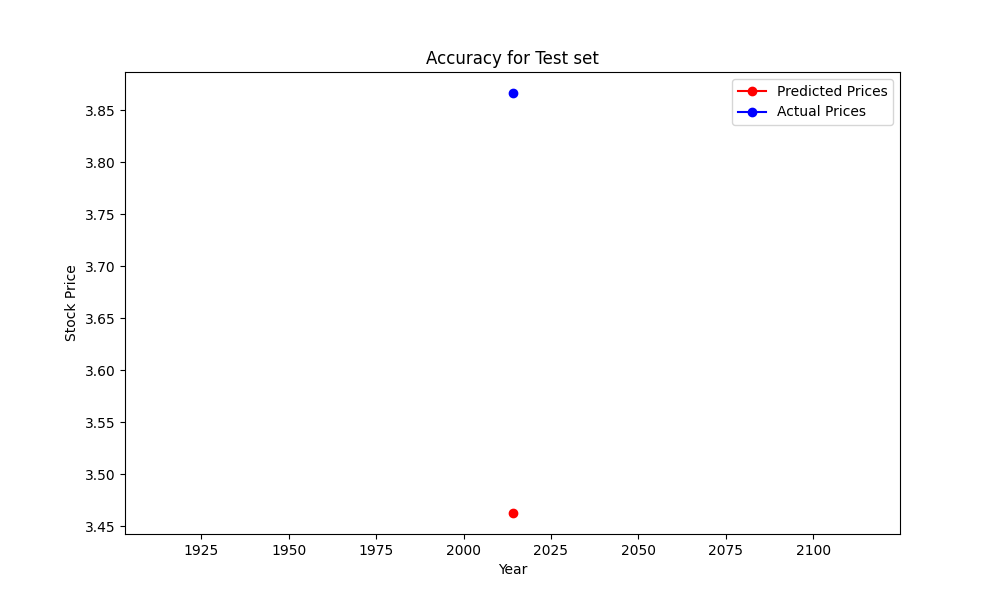 Accuracy for Test set
Predicted Prices
Actual Prices
3.85
3.80
3.75
3.70
3.65
3.60
3.55
3.50
3.45
Stock Price
1925 1950 1975 2000 2025 2050 2075 2100
Year